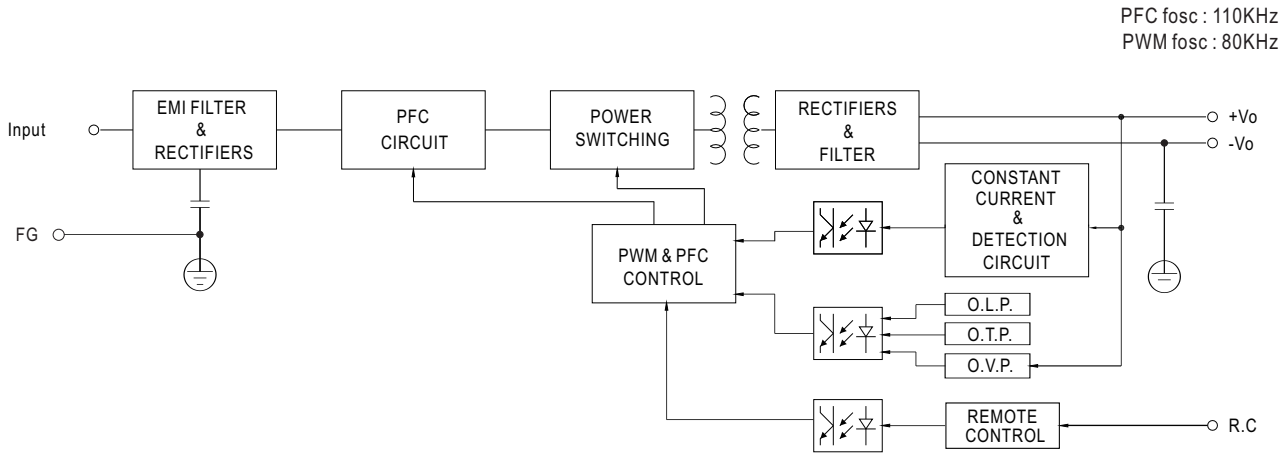 PFC fosc : 110KHz
PWM fosc : 80KHz
Input
EMI FILTER
&
RECTIFIERS
PFC
CIRCUIT
POWER
SWITCHING
RECTIFIERS
&
FILTER
+Vo
-Vo
FG
PWM & PFC
CONTROL
CONSTANT
CURRENT
&
DETECTION
CIRCUIT
O.L.P.
O.T.P.
O.V.P.
REMOTE
CONTROL
R.C